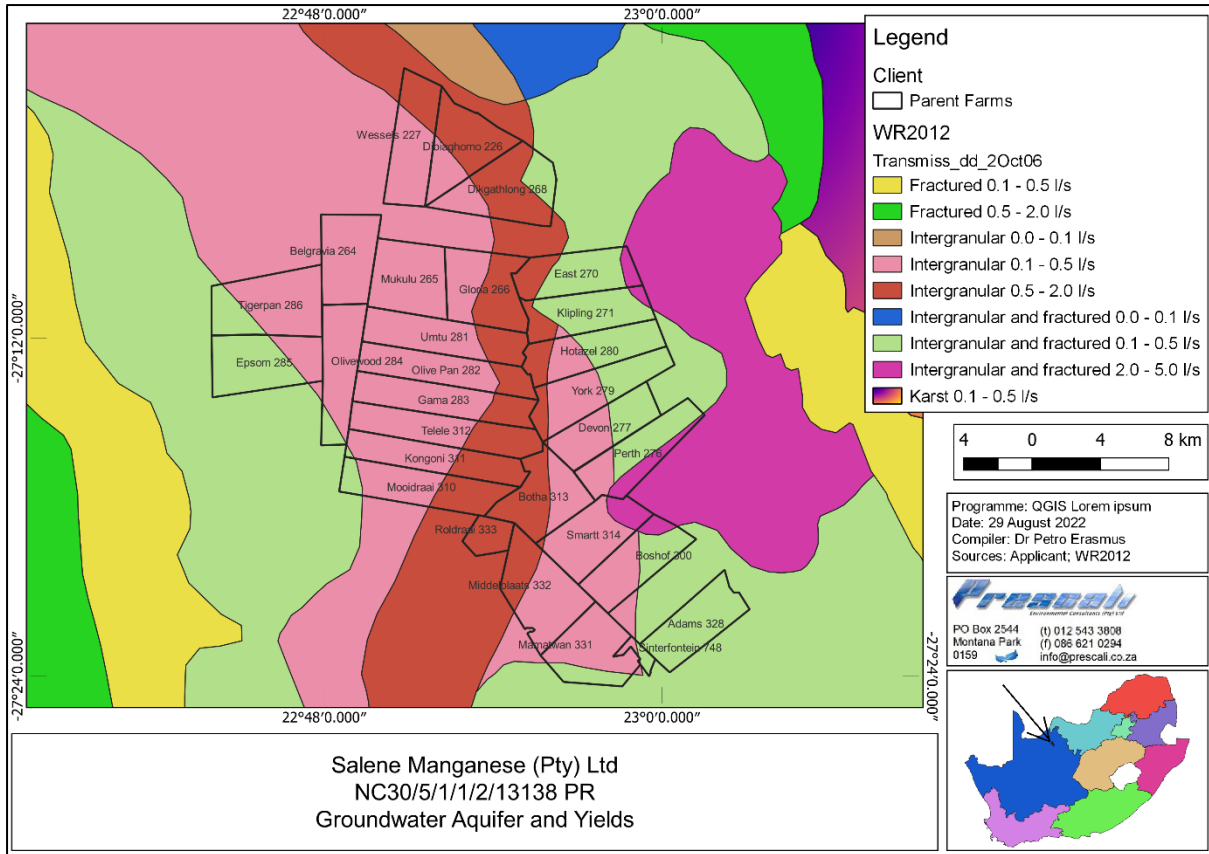 22°48′0.000″
23°0′0.000″
-27°12′0.000″
-27°24′0.000″
Wessels 227
Dibiaghomo 226
Dikgathlong 268
Belgravia 264
East 270
Mukulu 265
Gloria 266
Tigerpan 286
Klipling 271
Umtu 281
Hotazel 280
Epsom 285
Olivewood 284
Olive Pan 282
York 279
Gama 283
Devon 277
Telele 312
Perth 276
Kongoni 311
Mooidraai 310
Botha 313
Roldraai 333
Smartt 314
Boshof 300
Middelplaats 332
Adams 328
Mamatwan 331
Sinterfontein 748
22°48′0.000″
23°0′0.000″
-27°24′0.000″
Legend
Client
Parent Farms
WR2012
Transmiss_dd_2Oct06
Fractured 0.1 - 0.5 l/s
Fractured 0.5 - 2.0 l/s
Intergranular 0.0 - 0.1 l/s
Intergranular 0.1 - 0.5 l/s
Intergranular 0.5 - 2.0 l/s
Intergranular and fractured 0.0 - 0.1 l/s
Intergranular and fractured 0.1 - 0.5 l/s
Intergranular and fractured 2.0 - 5.0 l/s
Karst 0.1 - 0.5 l/s
4 0 4 8 km
Programme: QGIS Lorem ipsum
Date: 29 August 2022
Compiler: Dr Petro Erasmus
Sources: Applicant; WR2012
Prescali
Environmental Consultants (Pty) Ltd
PO Box 2544 (t) 012 543 3808
Montana Park (f) 086 621 0294
0159 info@prescali.co.za
Salene Manganese (Pty) Ltd
NC30/5/1/1/2/13138 PR
Groundwater Aquifer and Yields